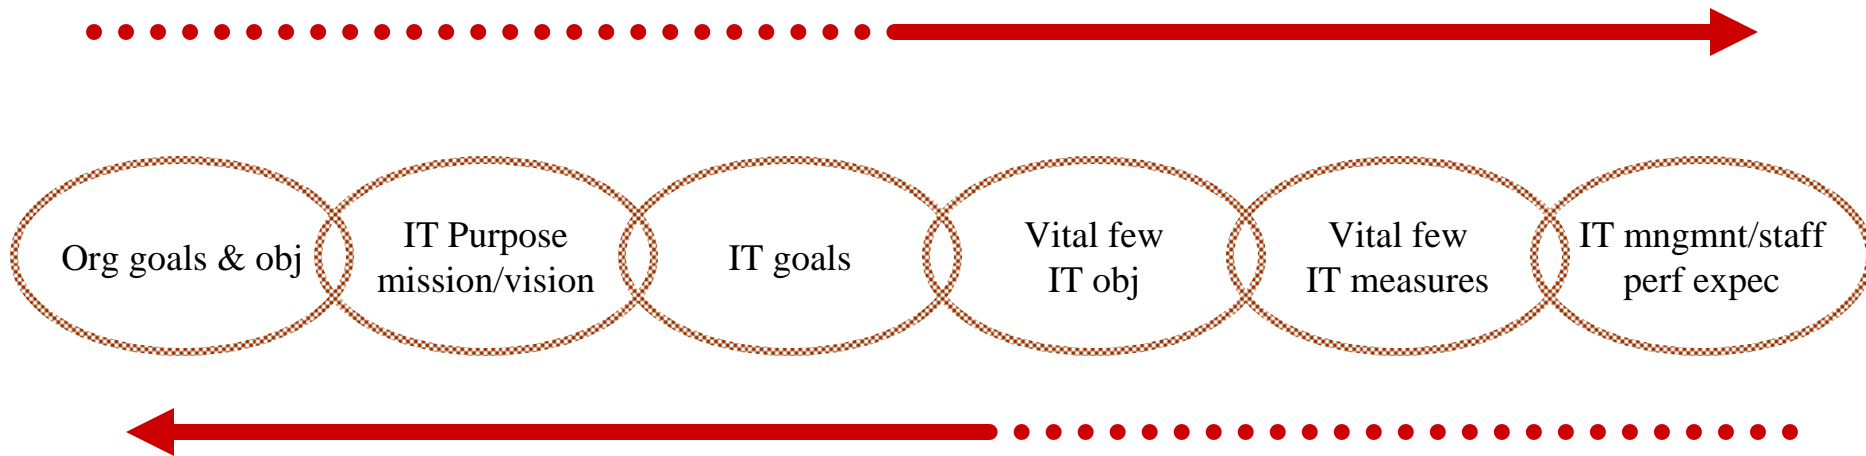 Org goals & obj
IT Purpose
mission/vision
IT goals
Vital few
IT obj
Vital few
IT measures
IT mngmnt/staff
perf expec